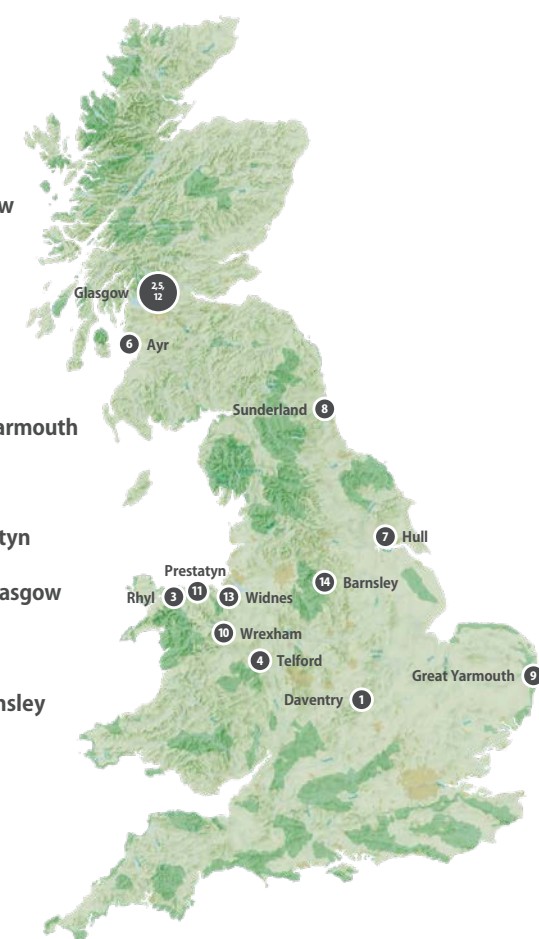 w
Glasgow
2,5,
12
6 Ayr
armouth
Sunderland 8
tyn
7 Hull
Prestatyn
asgow
14 Barnsley
Rhyl 3 11 13 Widnes
10 Wrexham
4 Telford
Great Yarmouth 9
nsley
Daventry 1